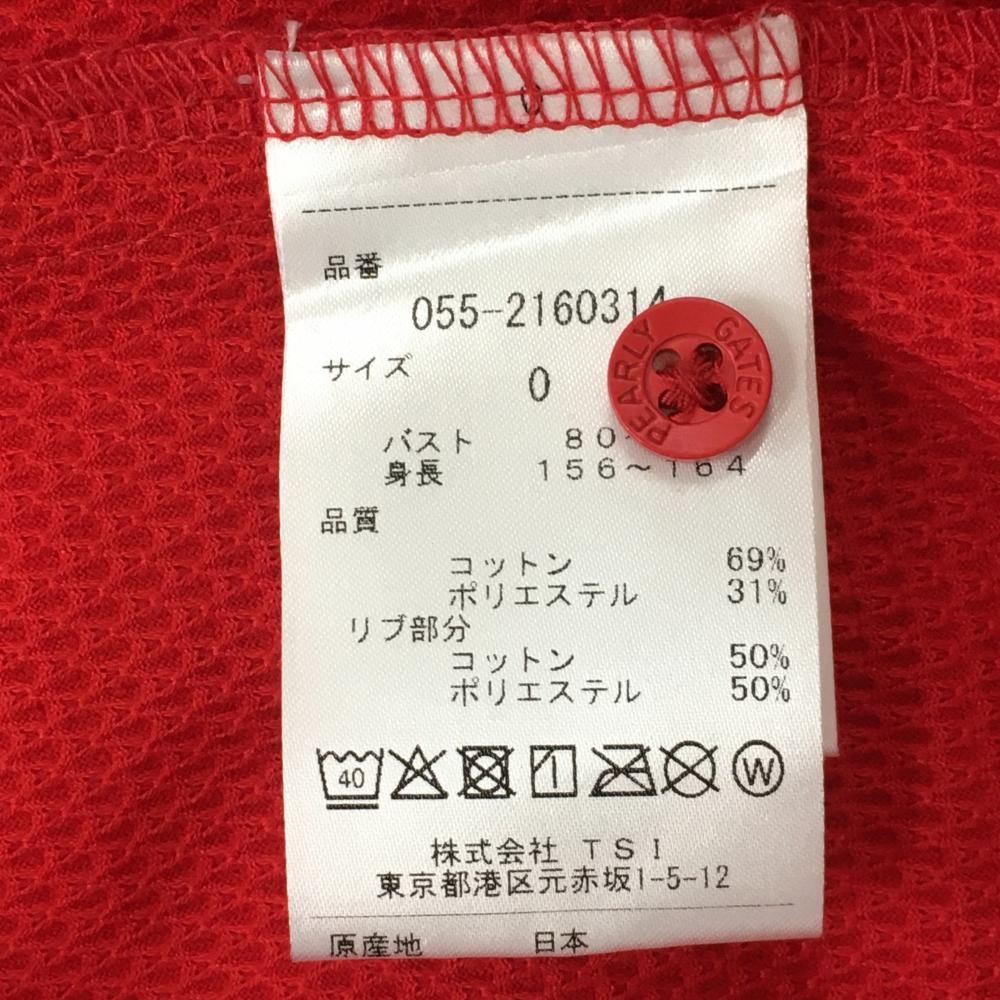 0
品番
055-2160314
サイズ 0
PEARLY GATES
バスト 80~
身長 156~164
品質
コットン 69%
ポリエステル 31%
リブ部分
コットン 50%
ポリエステル 50%
40
W
株式会社 TSI
東京都港区元赤坂1-5-12
原産地 日本